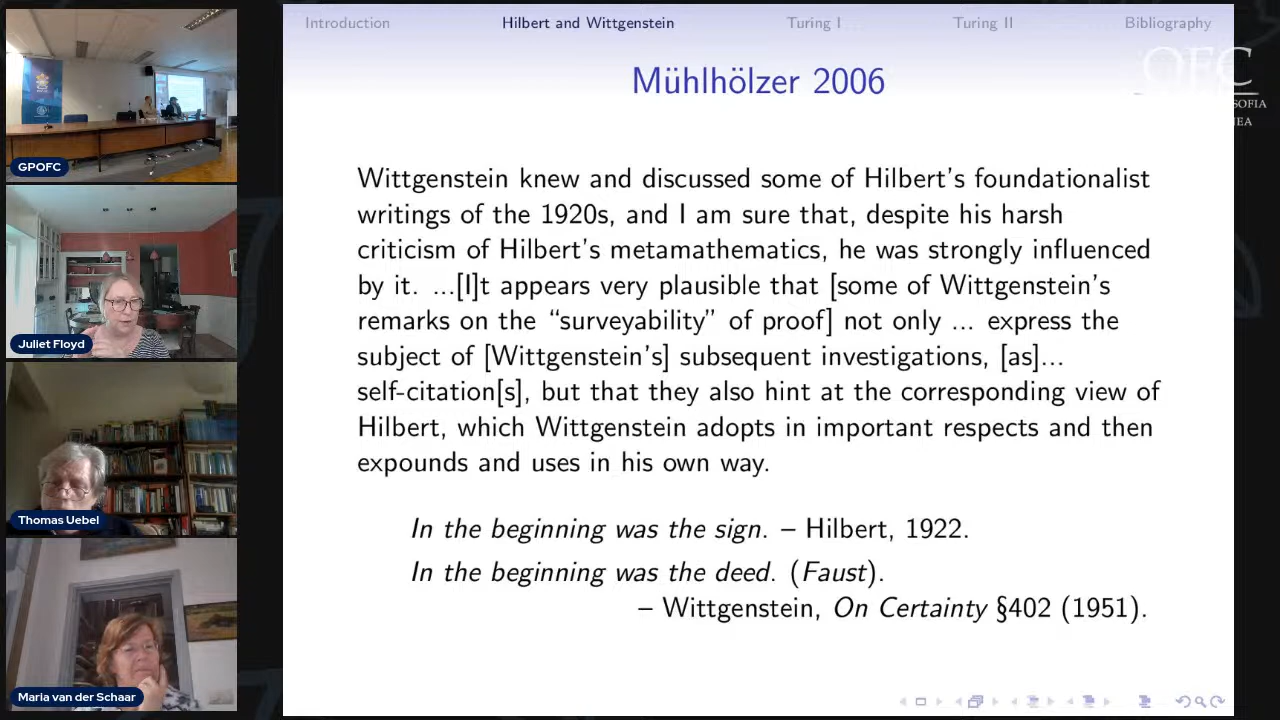 Introduction
Hilbert and Wittgenstein
Turing I
Turing II
Bibliography
Mühlhölzer 2006
Wittgenstein knew and discussed some of Hilbert's foundationalist
writings of the 1920s, and I am sure that, despite his harsh
criticism of Hilbert's metamathematics, he was strongly influenced
by it. ...[I]t appears very plausible that [some of Wittgenstein's
remarks on the “surveyability” of proof] not only ... express the
subject of [Wittgenstein's] subsequent investigations, [as]...
self-citation[s], but that they also hint at the corresponding view of
Hilbert, which Wittgenstein adopts in important respects and then
expounds and uses in his own way.
In the beginning was the sign. – Hilbert, 1922.
In the beginning was the deed. (Faust).
– Wittgenstein, On Certainty §402 (1951).
GPOFC
Juliet Floyd
Thomas Uebel
Maria van der Schaar
OFC
SOFIA
NEA